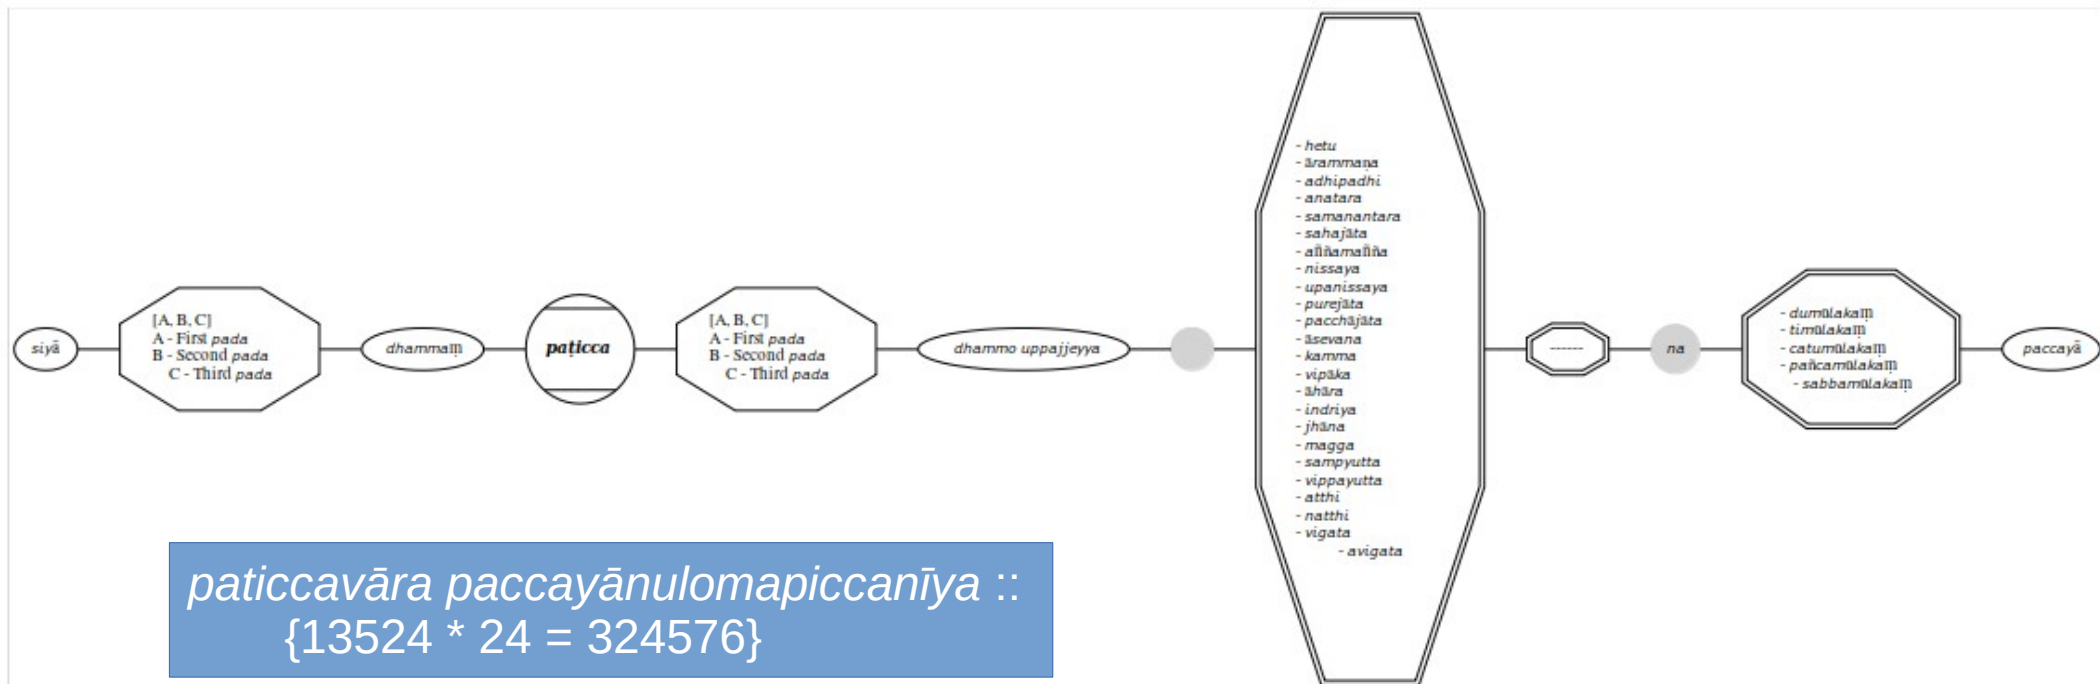 siyā
[A, B, C]
A - First pada
B - Second pada
C - Third pada
dhammaṃ
paṭicca
[A, B, C]
A - First pada
B - Second pada
C - Third pada
dhammo uppajjeyya
- hetu
- ārammaṇa
- adhipadhi
- anatara
- samanantara
- sahajāta
- aññamañña
- nissaya
- upanissaya
- purejāta
- pacchājāta
- āsevana
- kamma
- vipāka
- āhāra
- indriya
- jhāna
- magga
- sampyutta
- vippayutta
- atthi
- natthi
- vigata
- avigata
------
na
- dumūlakaṃ
- timūlakaṃ
- catumūlakaṃ
- pañcamūlakaṃ
- sabbamūlakaṃ
paccayā
paticcavāra paccayānulomapiccanīya ::
{13524 * 24 = 324576}